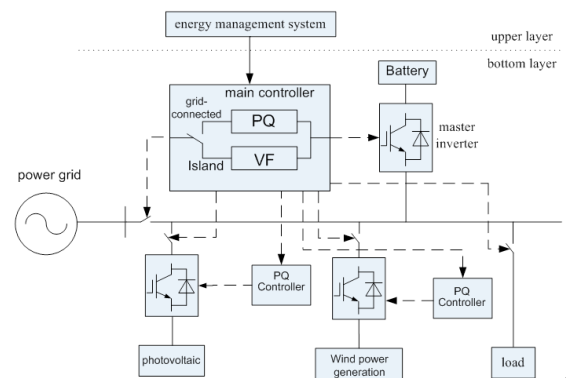 energy management system
upper layer
bottom layer
Battery
main controller
grid-
connected
PQ
master
inverter
VF
Island
power grid
PQ
Controller
PQ
Controller
photovoltaic
Wind power
generation
load